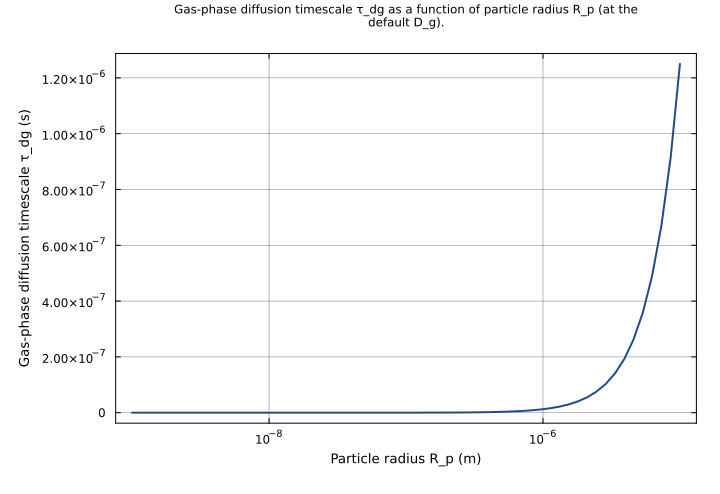 Gas-phase diffusion timescale τ_dg as a function of particle radius R_p (at the
default D_g).
Gas-phase diffusion timescale τ_dg (s)
1.20×10⁻⁶
1.00×10⁻⁶
8.00×10⁻⁷
6.00×10⁻⁷
4.00×10⁻⁷
2.00×10⁻⁷
0
10⁻⁸
10⁻⁶
Particle radius R_p (m)